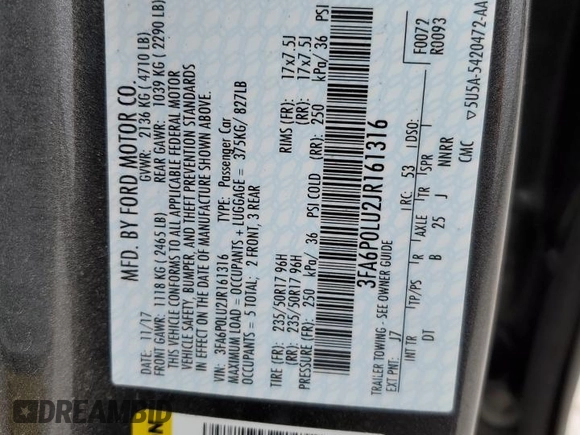 MFD. BY FORD MOTOR CO.
11/17 GVWR: 2136 KG ( 4710 LB)
FRONT GAWR: 1118 KG ( 2465 LB) REAR GAWR: 1039 KG ( 2290 LB)
THIS VEHICLE CONFORMS TO ALL APPLICABLE FEDERAL MOTOR
VEHICLE SAFETY, BUMPER, AND THEFT PREVENTION STANDARDS
IN EFFECT ON THE DATE OF MANUFACTURE SHOWN ABOVE.
VIN: 3FA6P0LU2JR161316 TYPE: Passenger Car
MAXIMUM LOAD = OCCUPANTS + LUGGAGE = 375KG/ 827LB
OCCUPANTS = 5 TOTAL: 2 FRONT, 3 REAR
TIRE (FR): 235/50R17 96H RIMS (FR): 17x7.5J
(RR): 235/50R17 96H (RR): 17x7.5J
PRESSURE (FR): 250 kPa/ 36 PSI COLD (RR): 250 kPa/ 36 PSI
3FA6P0LU2JR161316
F0072
R0093
TRAILER TOWING - SEE OWNER GUIDE
EXT PNT: J7 RC: 53 DSO:
INT TR TP/PS R AXLE TR SPR
DT B 25 J NNRR
CMC 5U5A-5420472-AA
N
DREAMBID